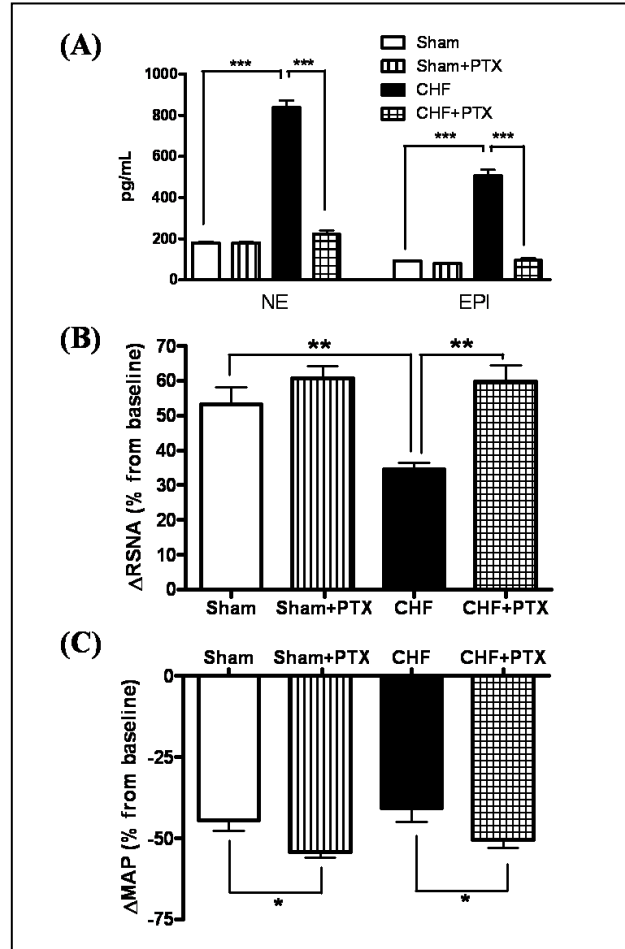 (A)
Sham
Sham+PTX
CHF
CHF+PTX
*** ***
*** ***
pg/mL
1000
800
600
400
200
0
NE EPI
(B)
** **
ΔRSNA (% from baseline)
70
60
50
40
30
20
10
0
Sham Sham+PTX CHF CHF+PTX
(C)
Sham Sham+PTX CHF CHF+PTX
ΔMAP (% from baseline)
0
-25
-50
-75
* *